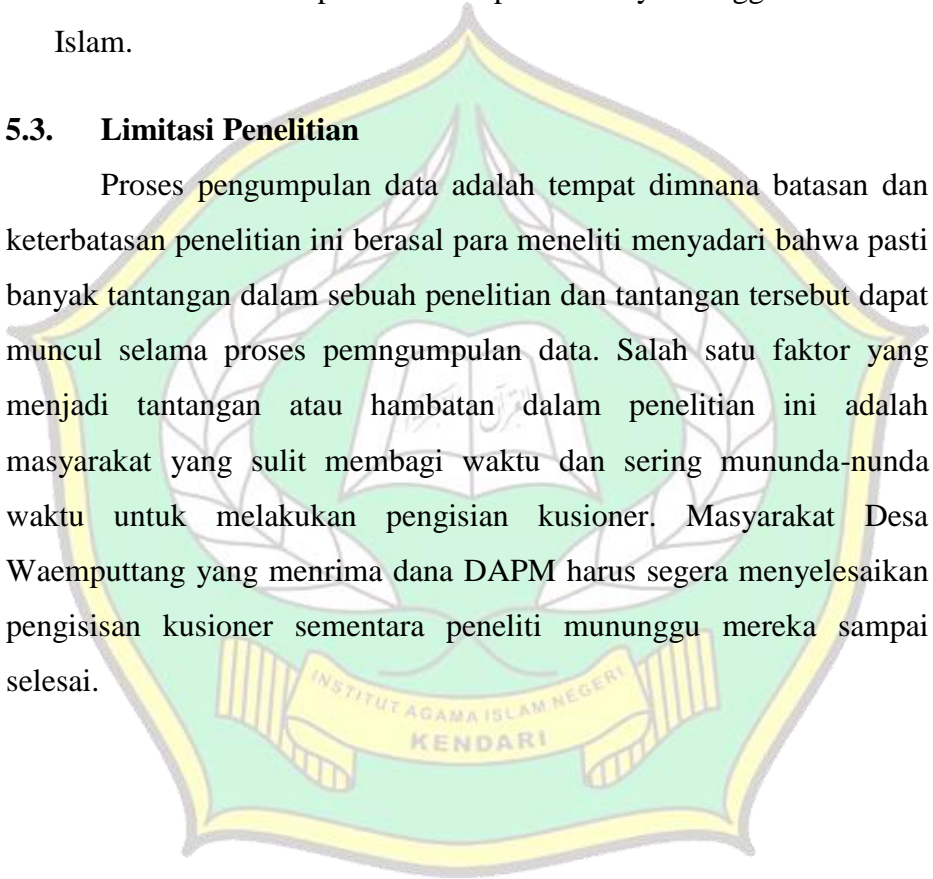 Islam.
5.3. Limitasi Penelitian
Proses pengumpulan data adalah tempat dimnana batasan dan
keterbatasan penelitian ini berasal para meneliti menyadari bahwa pasti
banyak tantangan dalam sebuah penelitian dan tantangan tersebut dapat
muncul selama proses pemngumpulan data. Salah satu faktor yang
menjadi tantangan atau hambatan dalam penelitian ini adalah
masyarakat yang sulit membagi waktu dan sering mununda-nunda
waktu untuk melakukan pengisian kusioner. Masyarakat Desa
Waemputtang yang menrima dana DAPM harus segera menyelesaikan
pengisisan kusioner sementara peneliti mununggu mereka sampai
selesai.
INSTITUT AGAMA ISLAM NEGERI
KENDARI